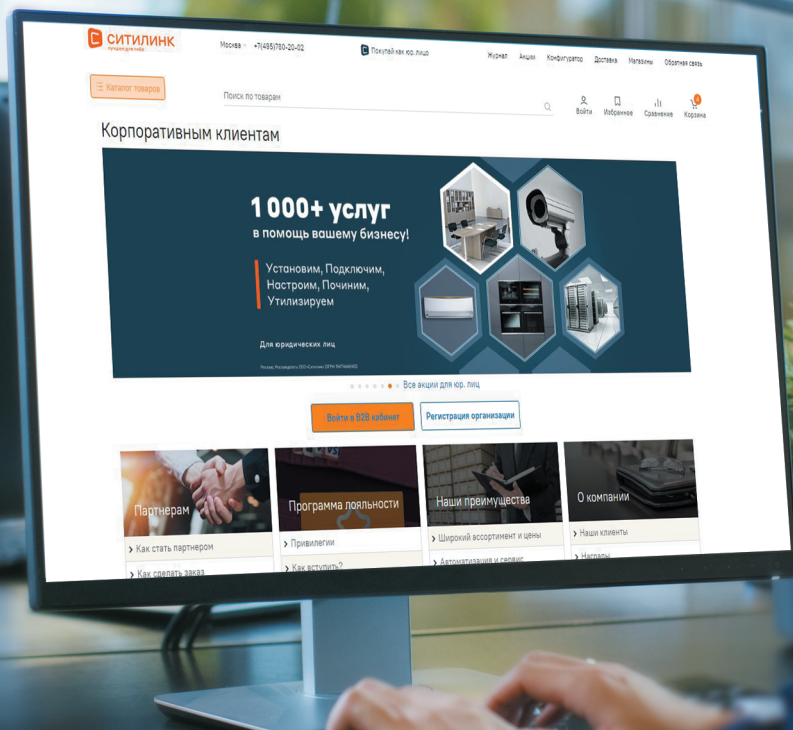 СИТИЛИНК
лучшее для тебя
Москва
+7(495)780-20-02
Покупай как юр. лицо
Журнал
Акции
Конфигуратор
Доставка
Магазины
Обратная связь
Каталог товаров
Поиск по товарам
Войти
Избранное
Сравнение
Корзина
Корпоративным клиентам
1 000+ услуг
в помощь вашему бизнесу!
Установим, Подключим,
Настроим, Починим,
Утилизируем
Для юридических лиц
Все акции для юр. лиц
Войти в B2B кабинет
Регистрация организации
Партнерам
Программа лояльности
Наши преимущества
О компании
Как стать партнером
Привилегии
Широкий ассортимент и цены
Наши клиенты
Как сделать заказ
Как вступить?
Автоматизация и сервис
Награды